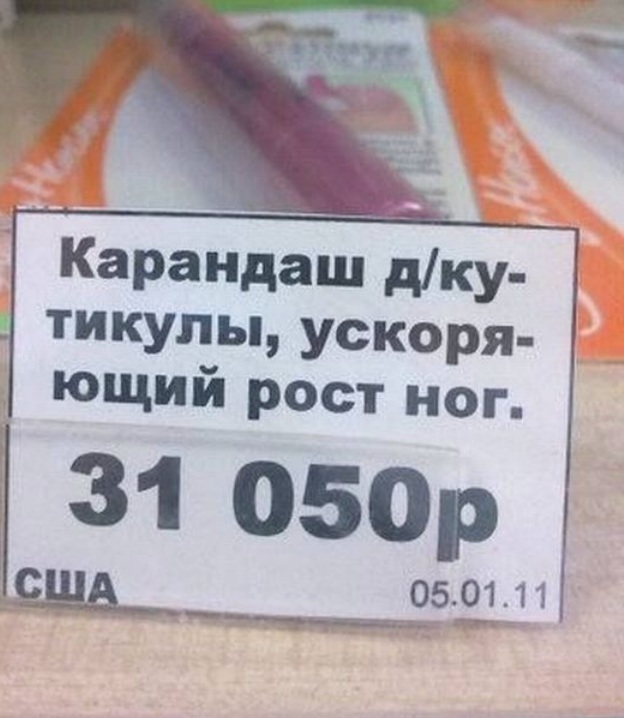 Карандаш д/ку-
тикулы, ускоря-
ющий рост ног.
31 050р
США
05.01.11